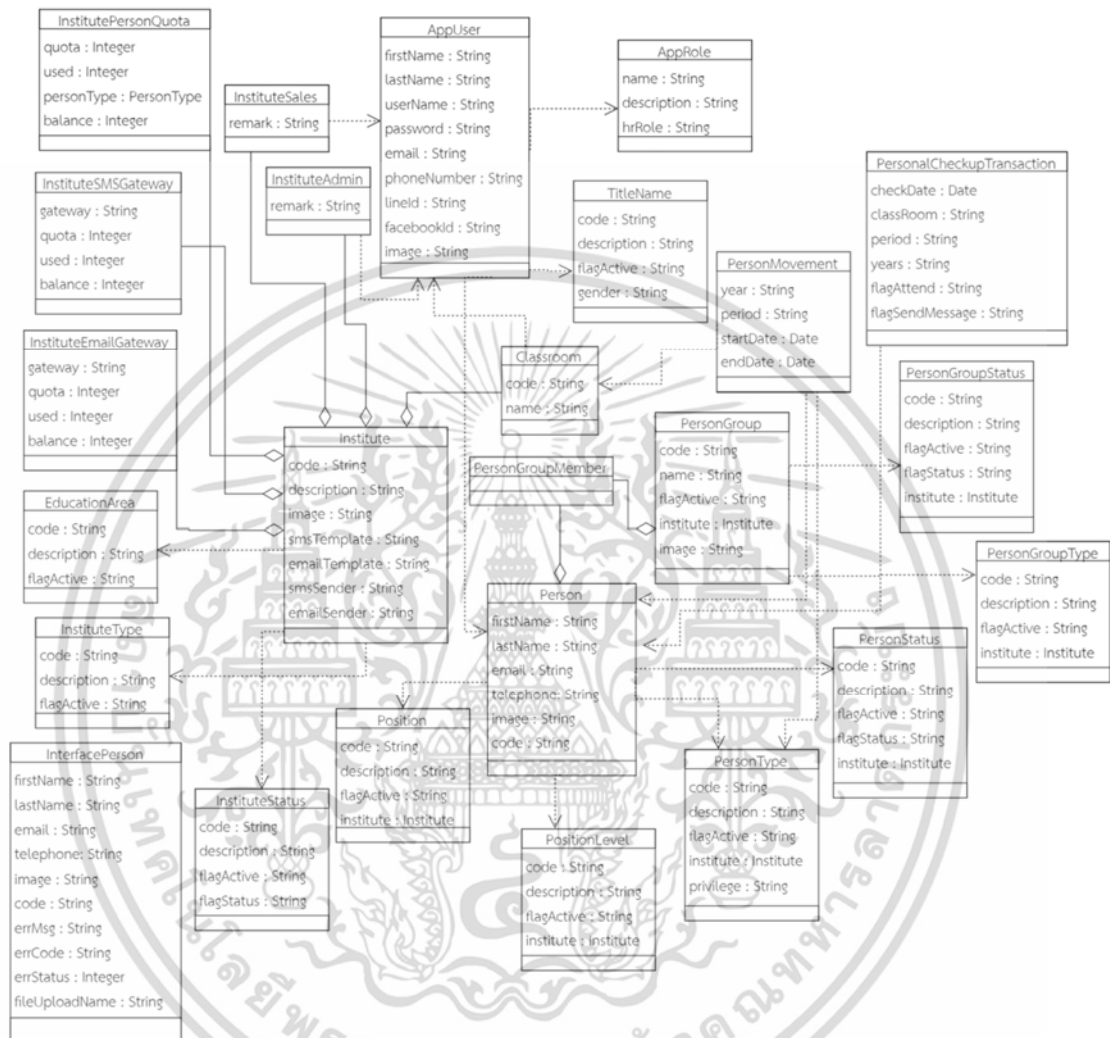 InstitutePersonQuota
quota : Integer
used : Integer
personType : PersonType
balance : Integer
InstituteSales
remark : String
AppUser
firstName : String
lastName : String
userName : String
password : String
email : String
phoneNumber : String
lineId : String
facebookId : String
image : String
AppRole
name : String
description : String
hrRole : String
InstituteSMSGateway
gateway : String
quota : Integer
used : Integer
balance : Integer
InstituteAdmin
remark : String
TitleName
code : String
description : String
flagActive : String
gender : String
PersonalCheckupTransaction
checkDate : Date
classRoom : String
period : String
years : String
flagAttend : String
flagSendMessage : String
PersonMovement
year : String
period : String
startDate : Date
endDate : Date
InstituteEmailGateway
gateway : String
quota : Integer
used : Integer
balance : Integer
Classroom
code : String
name : String
PersonGroupStatus
code : String
description : String
flagActive : String
flagStatus : String
institute : Institute
Institute
code : String
description : String
image : String
smsTemplate : String
emailTemplate : String
smsSender : String
emailSender : String
PersonGroupMember
PersonGroup
code : String
name : String
flagActive : String
institute : Institute
image : String
EducationArea
code : String
description : String
flagActive : String
PersonGroupType
code : String
description : String
flagActive : String
institute : Institute
InstituteType
code : String
description : String
flagActive : String
Person
firstName : String
lastName : String
email : String
telephone: String
image : String
code : String
PersonStatus
code : String
description : String
flagActive : String
flagStatus : String
institute : Institute
InterfacePerson
firstName : String
lastName : String
email : String
telephone: String
image : String
code : String
errMsg : String
errCode : String
errStatus : Integer
fileUploadName : String
InstituteStatus
code : String
description : String
flagActive : String
flagStatus : String
Position
code : String
description : String
flagActive : String
institute : Institute
PersonType
code : String
description : String
flagActive : String
institute : Institute
privilege : String
PositionLevel
code : String
description : String
flagActive : String
institute : Institute